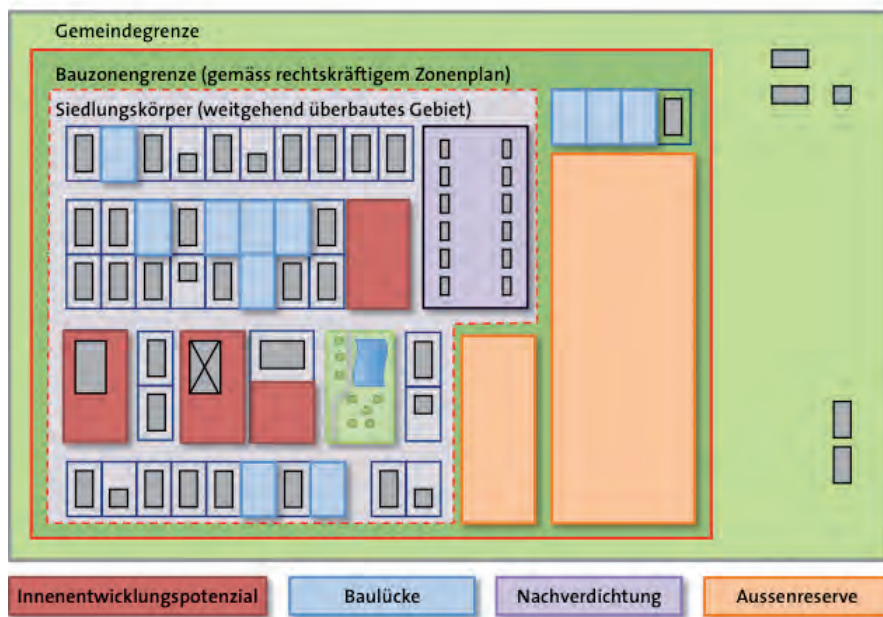 Gemeindegrenze
Bauzonengrenze (gemäss rechtskräftigem Zonenplan)
Siedlungskörper (weitgehend überbautes Gebiet)
Innenentwicklungspotenzial
Baulücke
Nachverdichtung
Aussenreserve